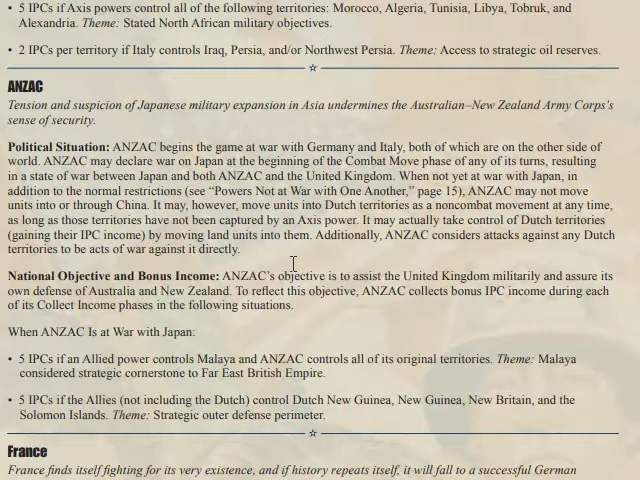 • 5 IPCs if Axis powers control all of the following territories: Morocco, Algeria, Tunisia, Libya, Tobruk, and
Alexandria. Theme: Stated North African military objectives.
• 2 IPCs per territory if Italy controls Iraq, Persia, and/or Northwest Persia. Theme: Access to strategic oil reserves.
ANZAC
Tension and suspicion of Japanese military expansion in Asia undermines the Australian–New Zealand Army Corps's
sense of security.
Political Situation: ANZAC begins the game at war with Germany and Italy, both of which are on the other side of
world. ANZAC may declare war on Japan at the beginning of the Combat Move phase of any of its turns, resulting
in a state of war between Japan and both ANZAC and the United Kingdom. When not yet at war with Japan, in
addition to the normal restrictions (see “Powers Not at War with One Another,” page 15), ANZAC may not move
units into or through China. It may, however, move units into Dutch territories as a noncombat movement at any time,
as long as those territories have not been captured by an Axis power. It may actually take control of Dutch territories
(gaining their IPC income) by moving land units into them. Additionally, ANZAC considers attacks against any Dutch
territories to be acts of war against it directly.
National Objective and Bonus Income: ANZAC's objective is to assist the United Kingdom militarily and assure its
own defense of Australia and New Zealand. To reflect this objective, ANZAC collects bonus IPC income during each
of its Collect Income phases in the following situations.
When ANZAC Is at War with Japan:
• 5 IPCs if an Allied power controls Malaya and ANZAC controls all of its original territories. Theme: Malaya
considered strategic cornerstone to Far East British Empire.
• 5 IPCs if the Allies (not including the Dutch) control Dutch New Guinea, New Guinea, New Britain, and the
Solomon Islands. Theme: Strategic outer defense perimeter.
France
France finds itself fighting for its very existence, and if history repeats itself, it will fall to a successful German